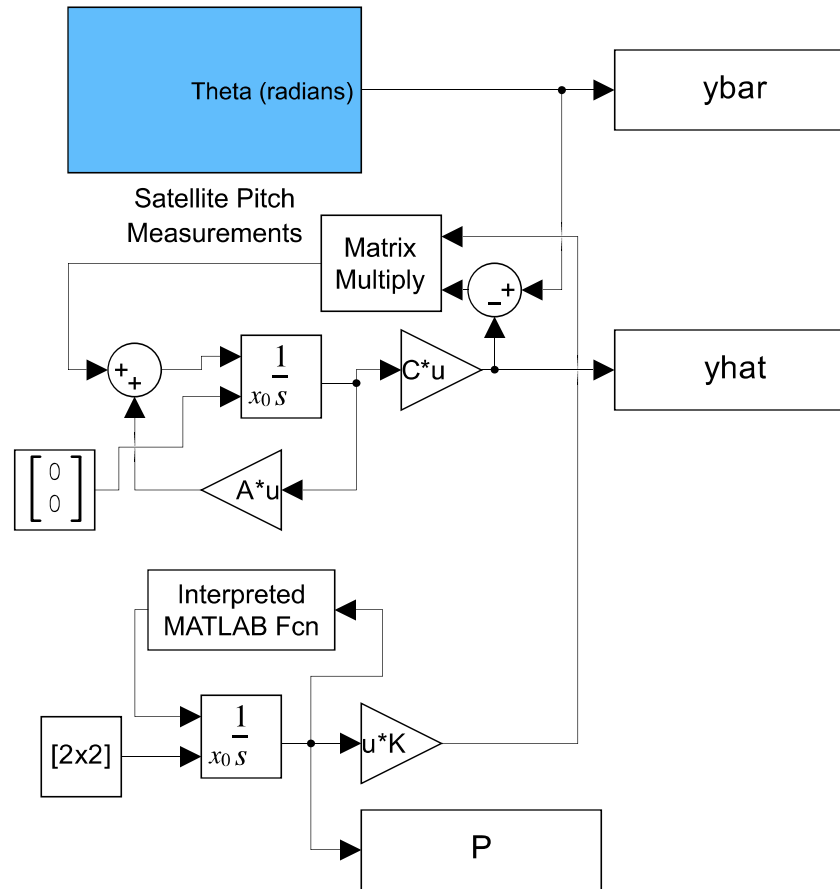 Theta (radians)
ybar
Satellite Pitch
Measurements
Matrix
Multiply
− +
+
+
1
x₀ s
C*u
yhat
0
0
A*u
Interpreted
MATLAB Fcn
1
x₀ s
[2x2]
u*K
P